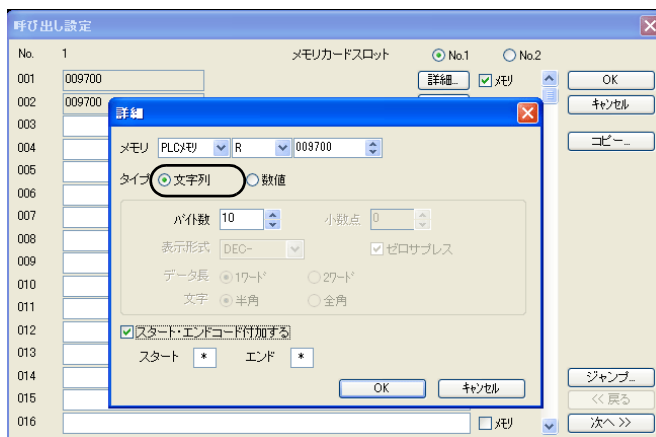 呼び出し設定
No. 1 メモリカードスロット No.1 No.2
001 009700 詳細... メモリ OK
002 009700 キャンセル
詳細
003
004 メモリ PLCメモリ R 009700 コピー...
005 タイプ 文字列 数値
006
007 バイト数 10 小数点 0
008 表示形式 DEC- ゼロサプレス
009
010 データ長 1ワード 2ワード
011 文字 半角 全角
012 スタート・エンドコード付加する
013 スタート * エンド *
014 OK キャンセル ジャンプ...
015 << 戻る
016 メモリ 次へ >>